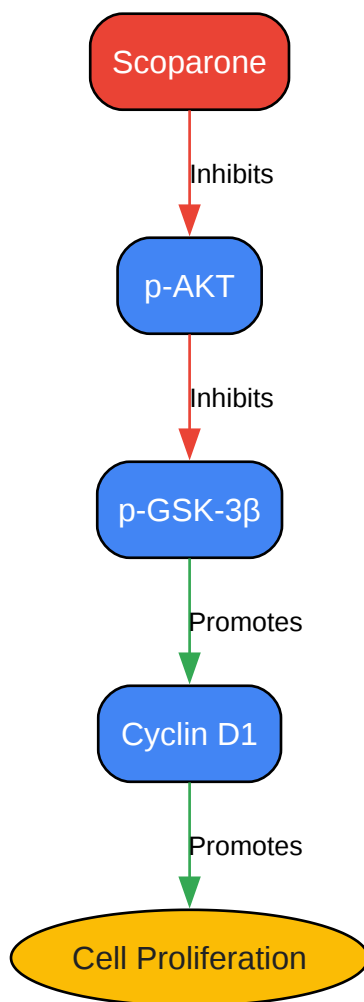 Scoparone
Inhibits
p-AKT
Inhibits
p-GSK-3β
Promotes
Cyclin D1
Promotes
Cell Proliferation